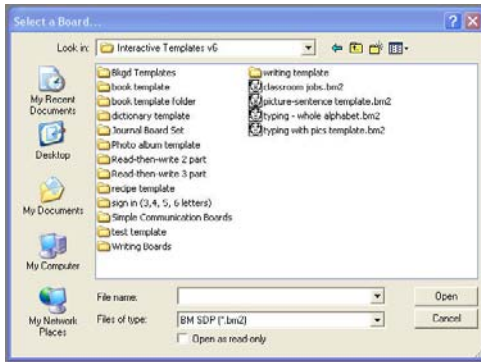 Select a Board...
Look in:
Interactive Templates v6
My Recent
Documents
Desktop
My Documents
My Computer
My Network
Places
Bkgd Templates
book template
book template folder
dictionary template
Journal Board Set
Photo album template
Read-then-write 2 part
Read-then-write 3 part
recipe template
sign in (3,4, 5, 6 letters)
Simple Communication Boards
test template
Writing Boards
writing template
classroom jobs.bm2
picture-sentence template.bm2
typing - whole alphabet.bm2
typing with pics template.bm2
File name:
Open
Files of type:
BM SDP (*.bm2)
Cancel
Open as read-only